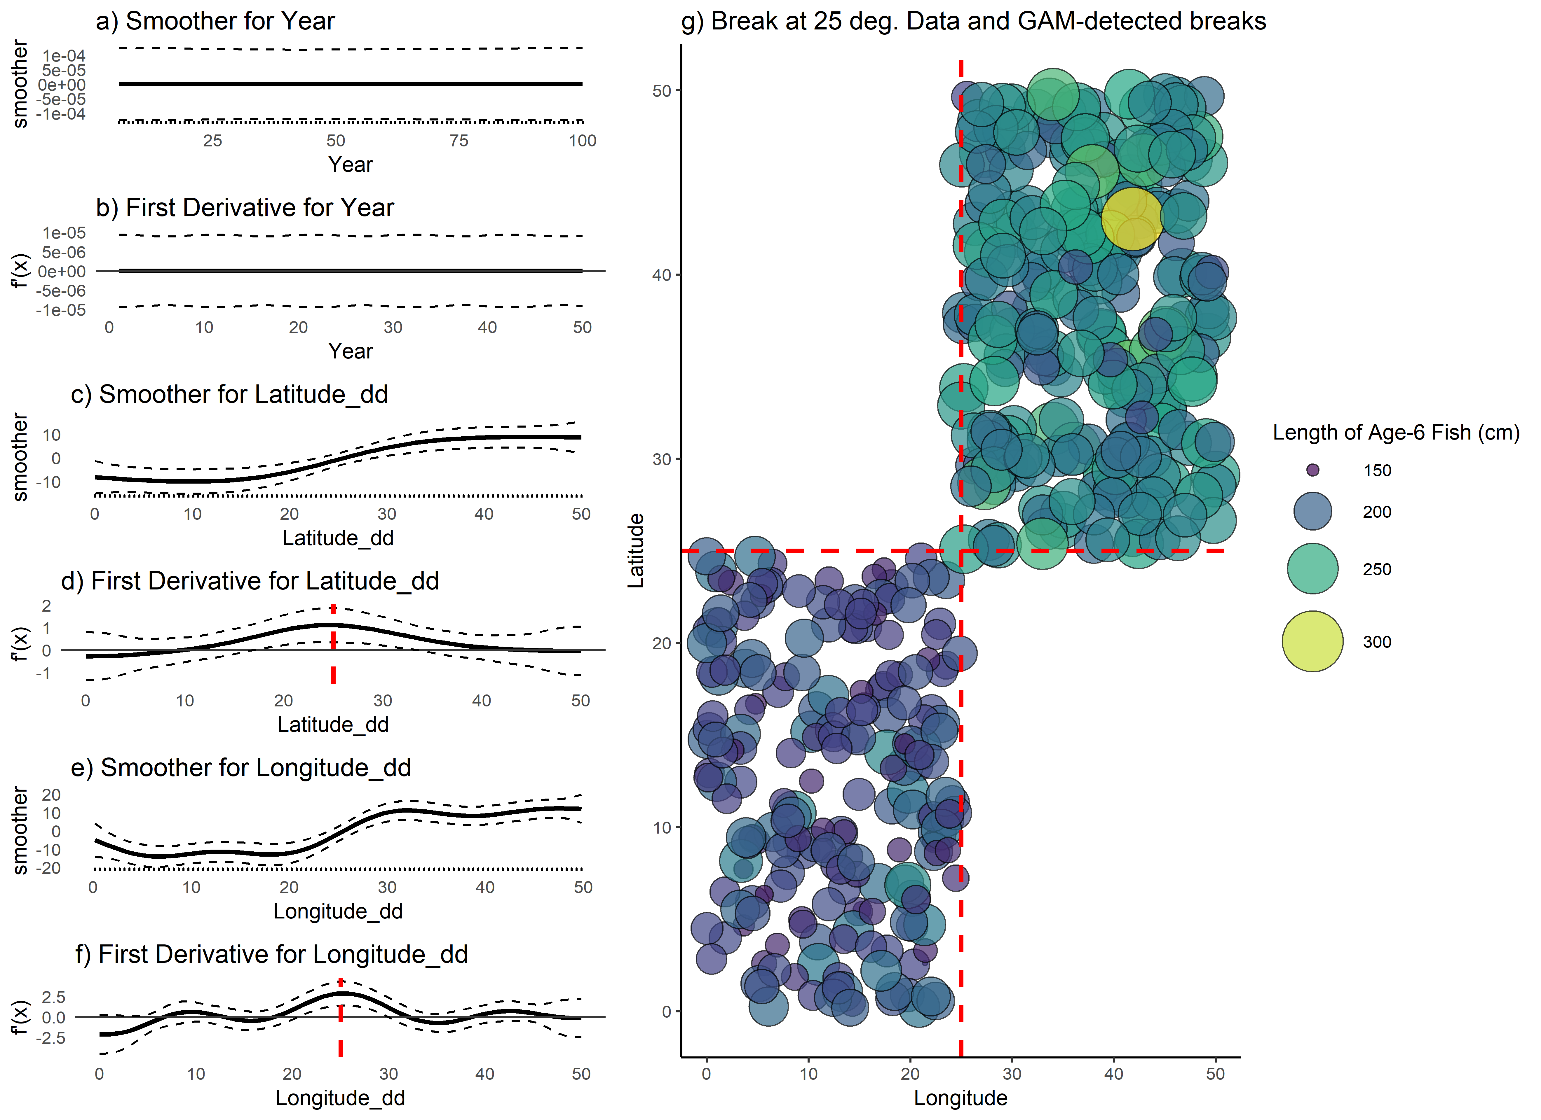 a) Smoother for Year
smoother
1e-04
5e-05
0e+00
-5e-05
-1e-04
25 50 75 100
Year
b) First Derivative for Year
f'(x)
1e-05
5e-06
0e+00
-5e-06
-1e-05
0 10 20 30 40 50
Year
c) Smoother for Latitude_dd
smoother
10
0
-10
0 10 20 30 40 50
Latitude_dd
d) First Derivative for Latitude_dd
f'(x)
2
1
0
-1
0 10 20 30 40 50
Latitude_dd
e) Smoother for Longitude_dd
smoother
20
10
0
-10
-20
0 10 20 30 40 50
Longitude_dd
f) First Derivative for Longitude_dd
f'(x)
2.5
0.0
-2.5
0 10 20 30 40 50
Longitude_dd
g) Break at 25 deg. Data and GAM-detected breaks
Latitude
50
40
30
20
10
0
0 10 20 30 40 50
Longitude
Length of Age-6 Fish (cm)
150
200
250
300